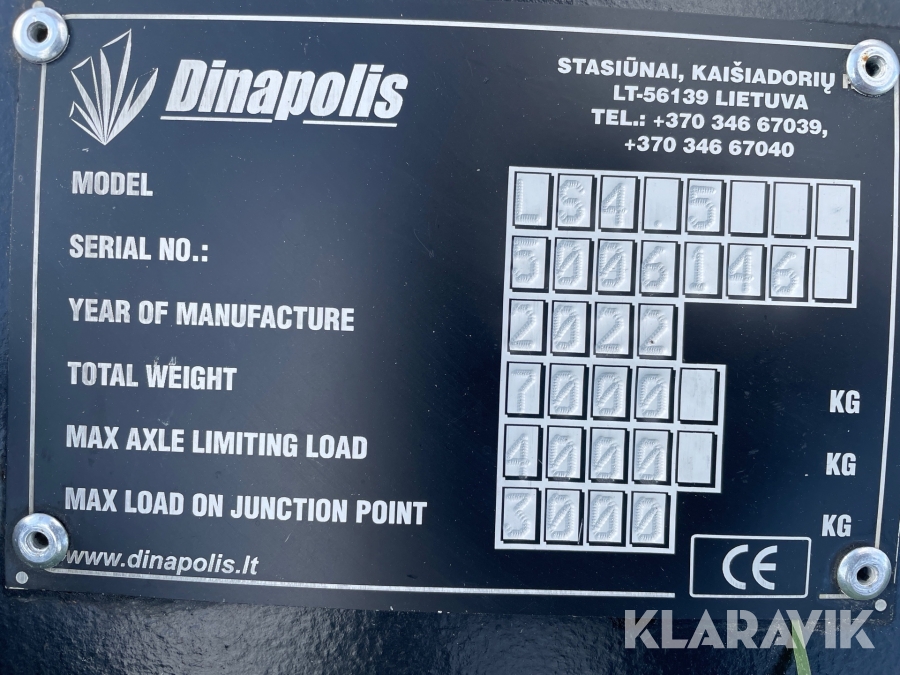 Dinapolis
STASIŪNAI, KAIŠIADORIŲ
LT-56139 LIETUVA
TEL.: +370 346 67039,
+370 346 67040
MODEL LS4.5
SERIAL NO.: 5006146
YEAR OF MANUFACTURE 2022
TOTAL WEIGHT 7000 KG
MAX AXLE LIMITING LOAD 4000 KG
MAX LOAD ON JUNCTION POINT 3000 KG
www.dinapolis.lt
CE
KLARAVIK